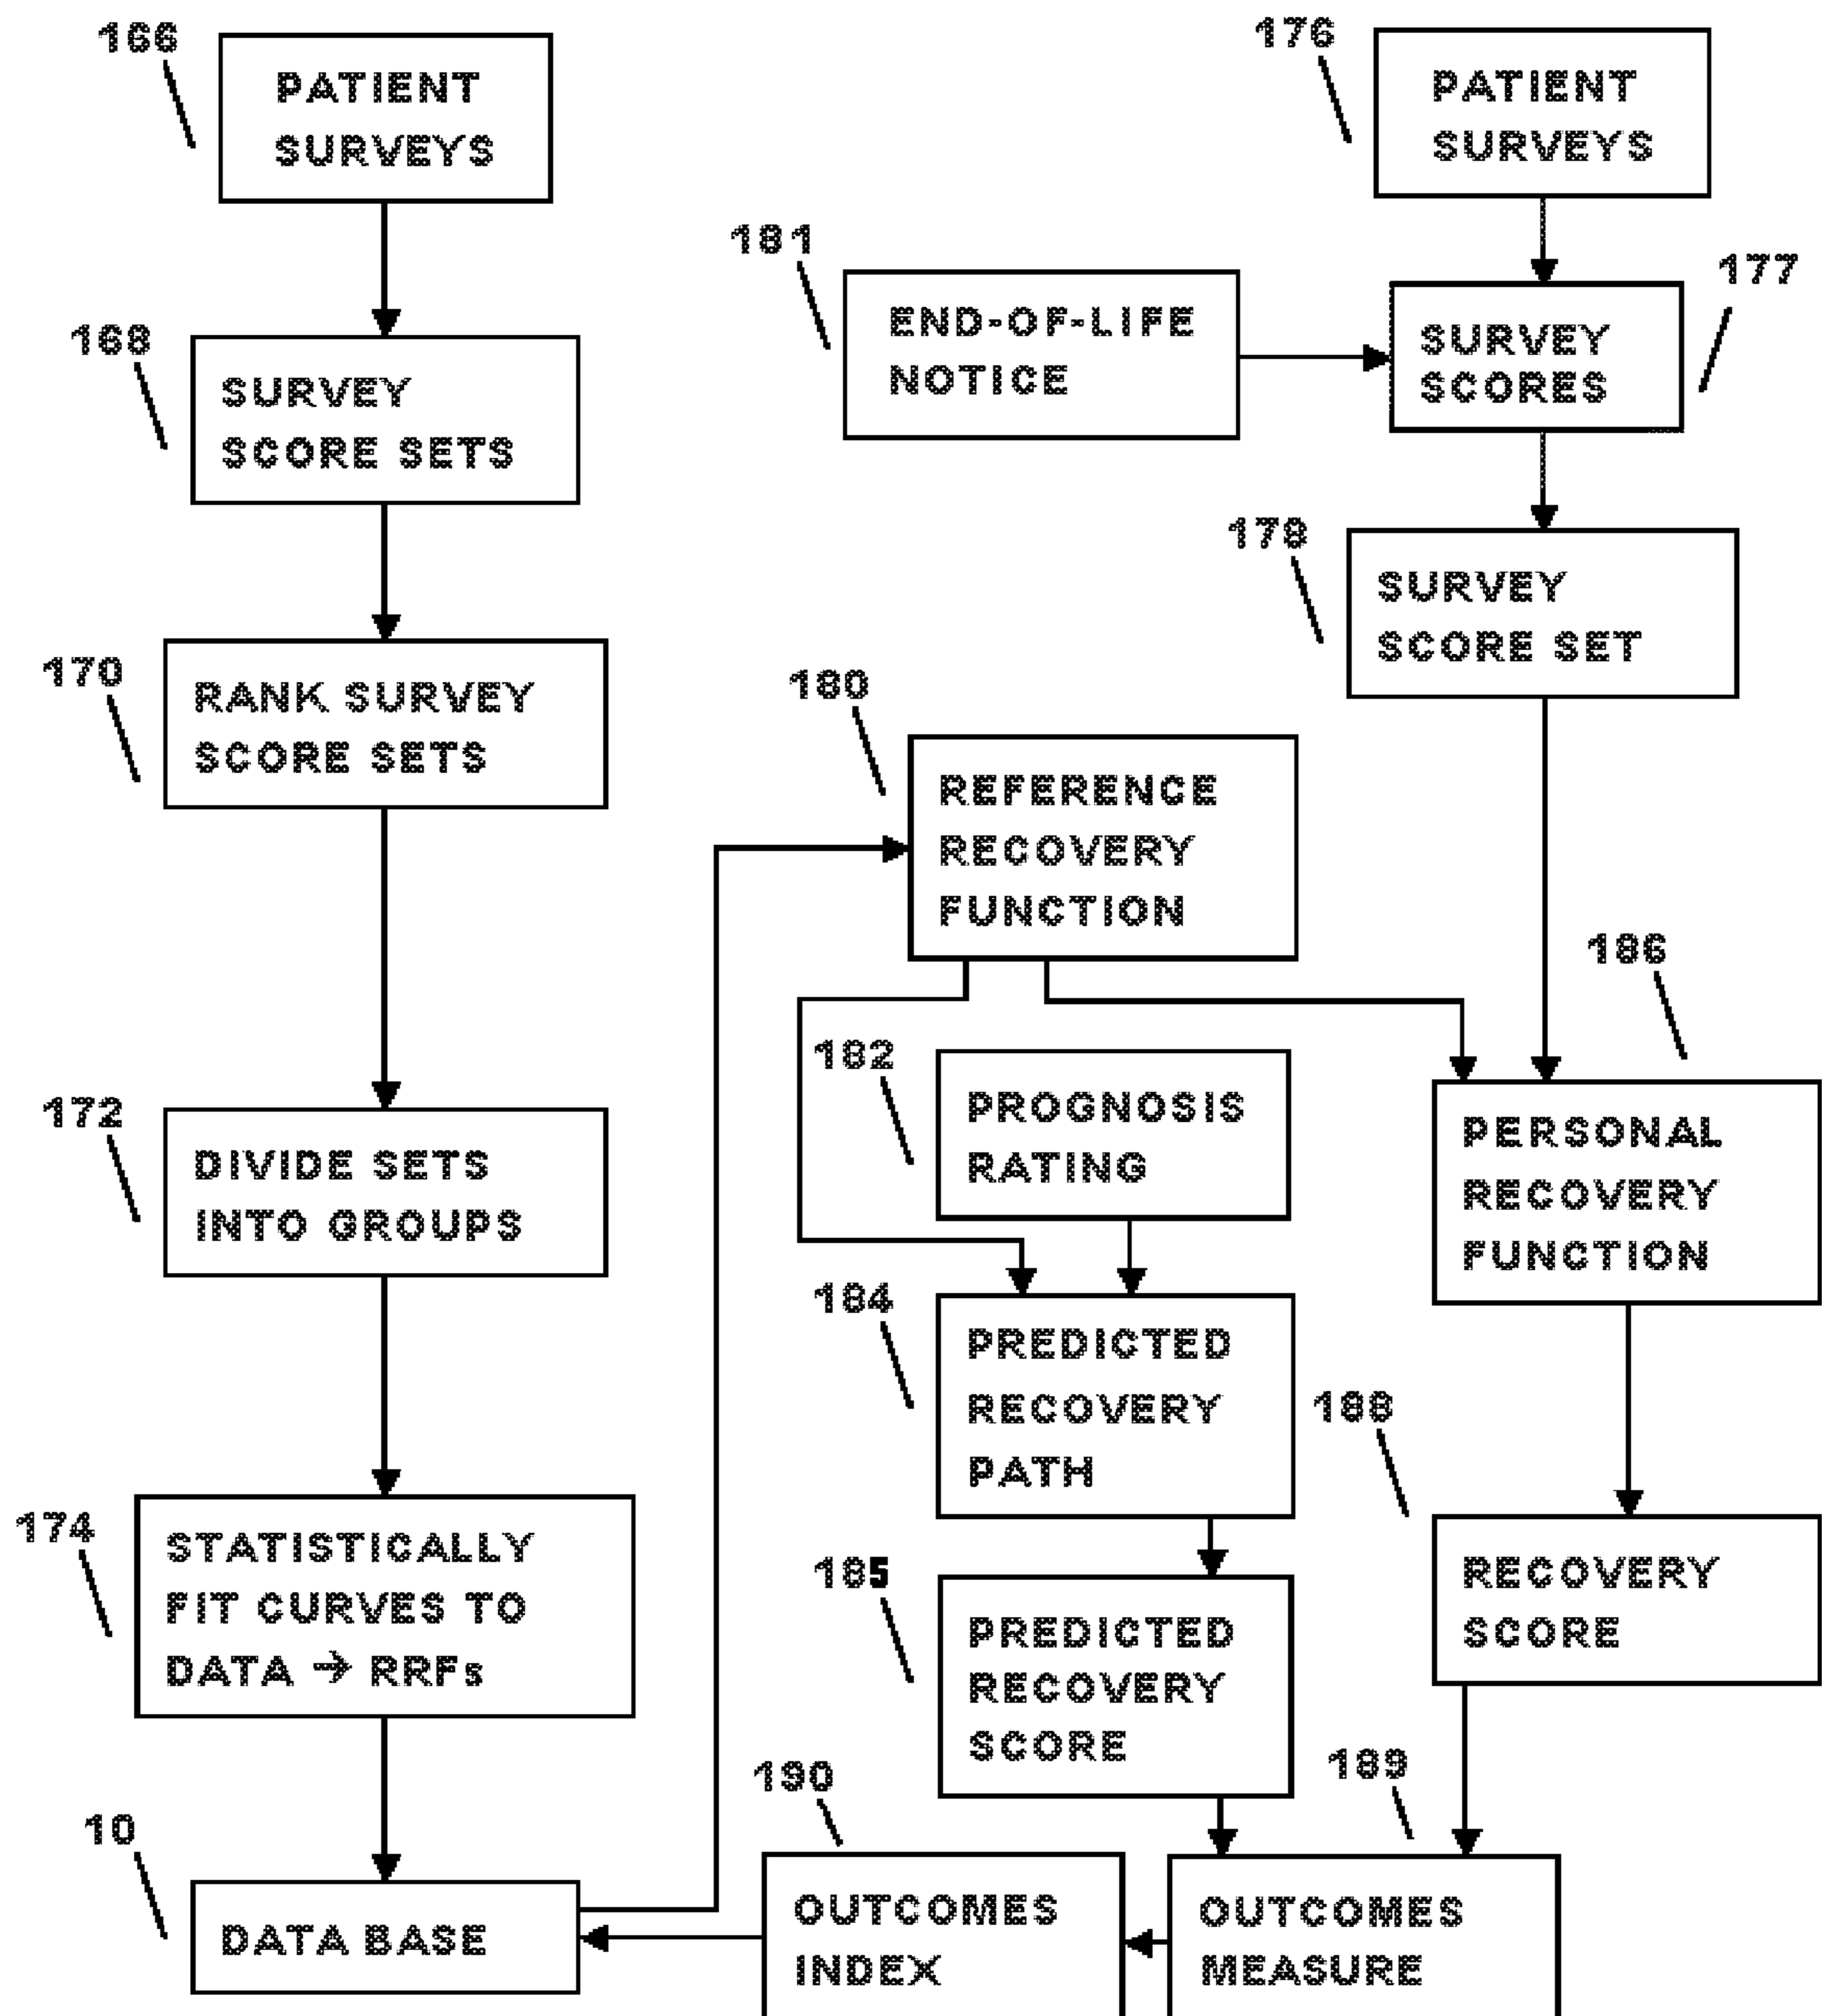 166
PATIENT
SURVEYS
168
SURVEY
SCORE SETS
170
RANK SURVEY
SCORE SETS
172
DIVIDE SETS
INTO GROUPS
174
STATISTICALLY
FIT CURVES TO
DATA → RRFs
10
DATA BASE
176
PATIENT
SURVEYS
181
END-OF-LIFE
NOTICE
177
SURVEY
SCORES
178
SURVEY
SCORE SET
180
REFERENCE
RECOVERY
FUNCTION
182
PROGNOSIS
RATING
184
PREDICTED
RECOVERY
PATH
185
PREDICTED
RECOVERY
SCORE
186
PERSONAL
RECOVERY
FUNCTION
188
RECOVERY
SCORE
189
OUTCOMES
MEASURE
190
OUTCOMES
INDEX